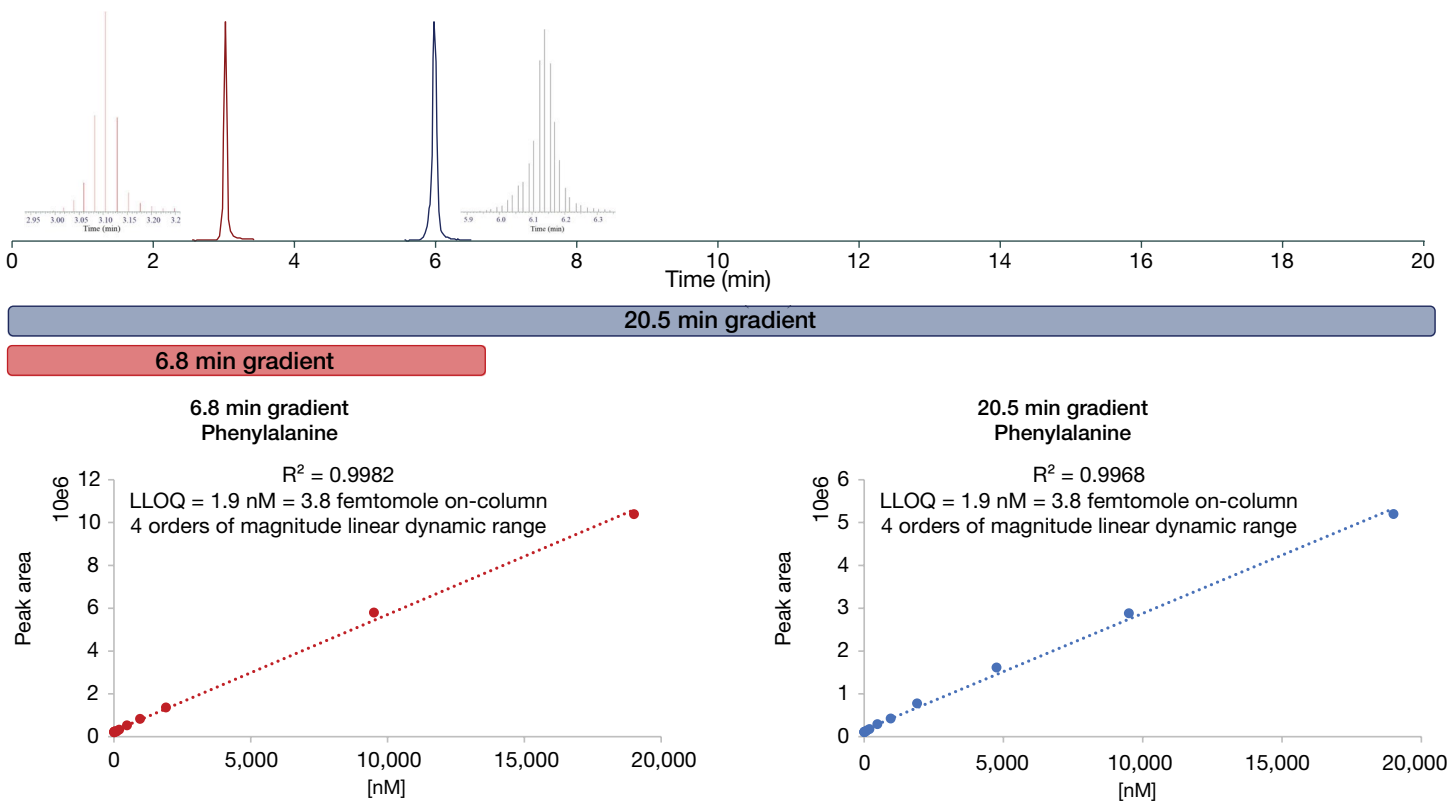 2.95 3.00 3.05 3.10 3.15 3.20 3.2
Time (min)
5.9 6.0 6.1 6.2 6.3
Time (min)
0 2 4 6 8 10 12 14 16 18 20
Time (min)
20.5 min gradient
6.8 min gradient
6.8 min gradient
Phenylalanine
R² = 0.9982
LLOQ = 1.9 nM = 3.8 femtomole on-column
4 orders of magnitude linear dynamic range
10e6
Peak area
12
10
8
6
4
2
0
0 5,000 10,000 15,000 20,000
[nM]
20.5 min gradient
Phenylalanine
R² = 0.9968
LLOQ = 1.9 nM = 3.8 femtomole on-column
4 orders of magnitude linear dynamic range
10e6
Peak area
6
5
4
3
2
1
0
0 5,000 10,000 15,000 20,000
[nM]